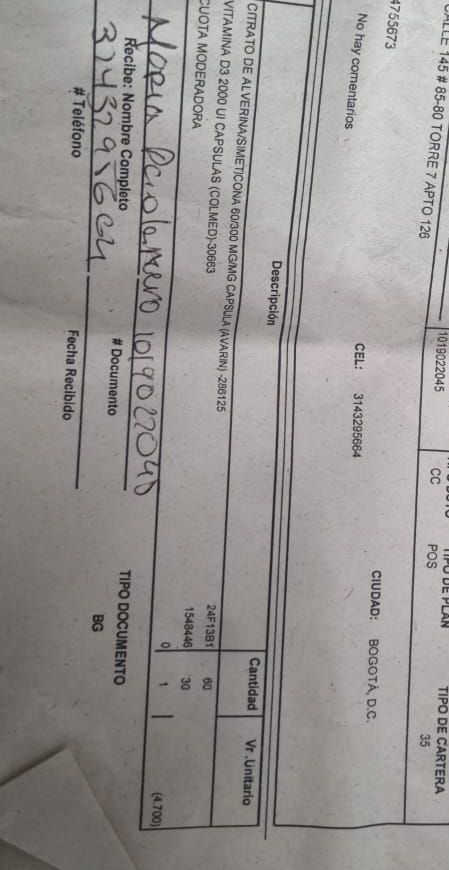 CALLE 145 # 85-80 TORRE 7 APTO 126
1019022045 CC POS 35
TIPO DE PLAN TIPO DE CARTERA
4755673
No hay comentarios CEL: 3143295664 CIUDAD: BOGOTÁ, D.C.
Descripción Cantidad Vr .Unitario
CITRATO DE ALVERINA/SIMETICONA 60/300 MG/MG CAPSULA (AVARIN) -286125 24F13B1 60
VITAMINA D3 2000 UI CAPSULAS (COLMED)-30663 1548446 30
CUOTA MODERADORA 0 1 (4.700)
1019022045
Recibe: Nombre Completo # Documento TIPO DOCUMENTO
BG
# Teléfono Fecha Recibido